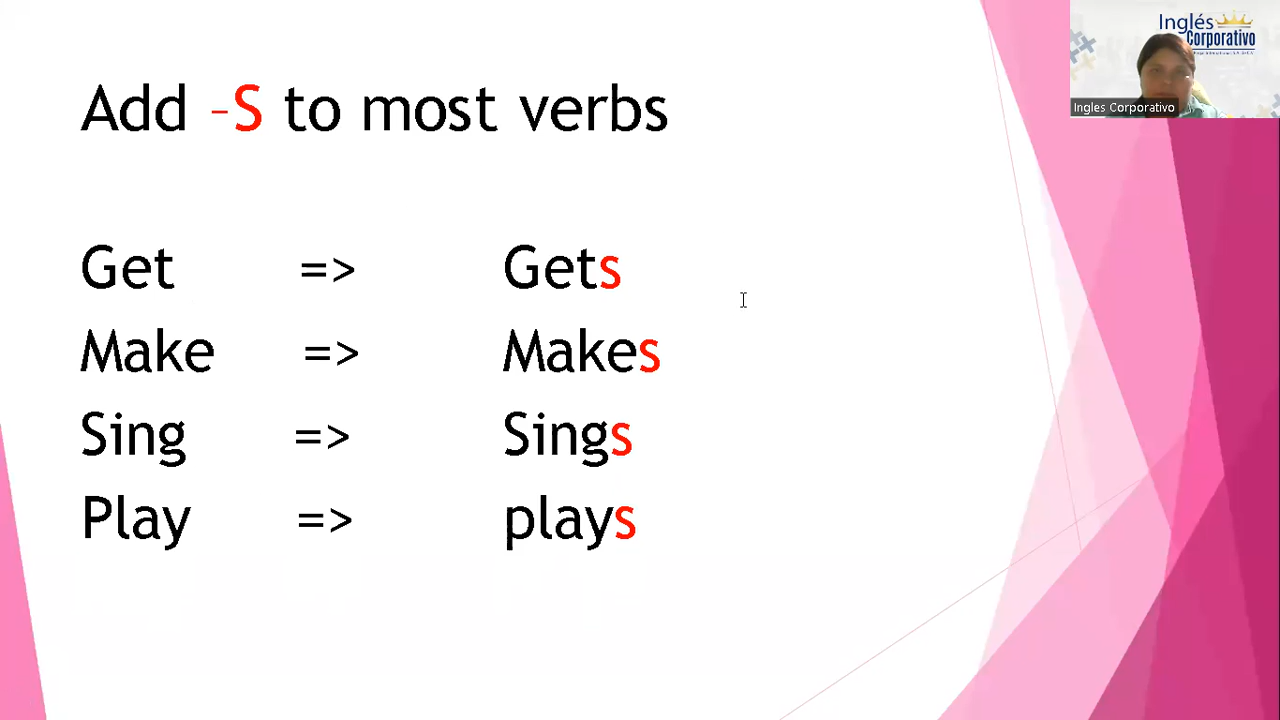 Add –S to most verbs
Get => Gets
Make => Makes
Sing => Sings
Play => plays
Inglés
Corporativo
Ingles Corporativo